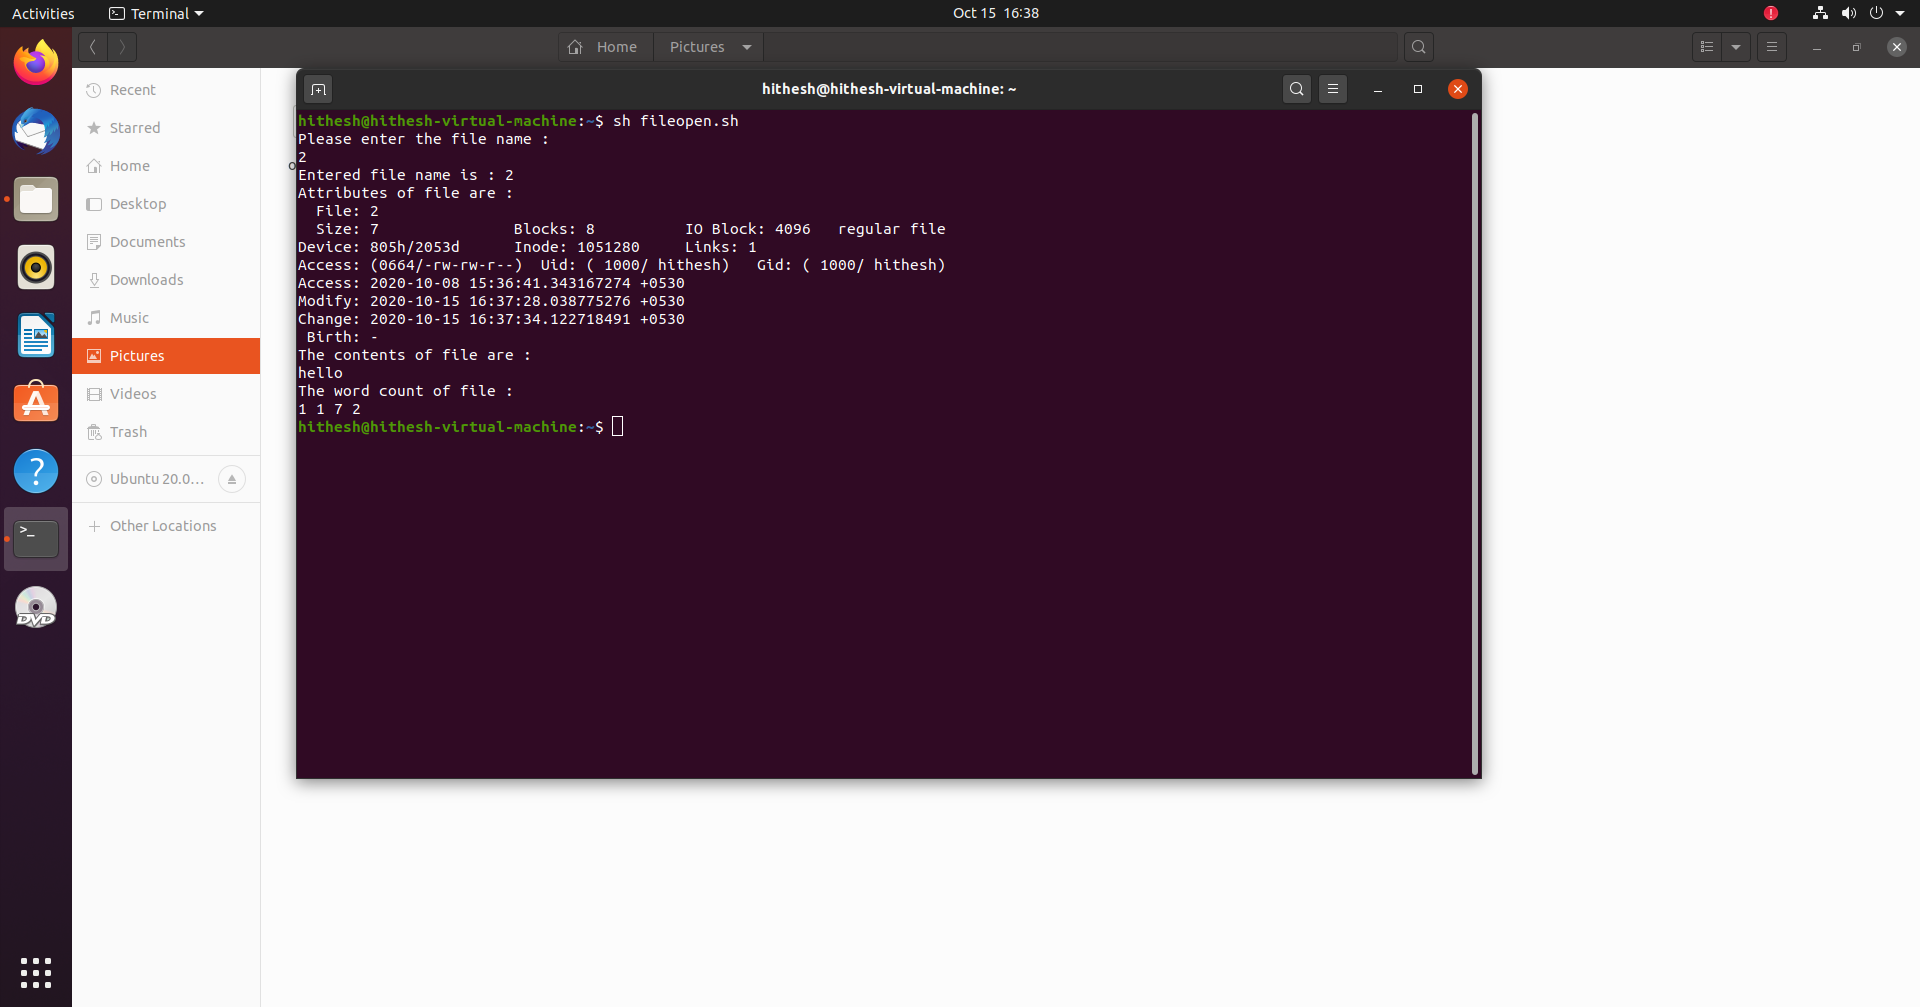 Activities Terminal Oct 15 16:38
Home Pictures
Recent
Starred
Home
Desktop
Documents
Downloads
Music
Pictures
Videos
Trash
Ubuntu 20.0...
Other Locations
DVD
hithesh@hithesh-virtual-machine: ~
hithesh@hithesh-virtual-machine:~$ sh fileopen.sh
Please enter the file name :
2
Entered file name is : 2
Attributes of file are :
  File: 2
  Size: 7               Blocks: 8          IO Block: 4096   regular file
Device: 805h/2053d      Inode: 1051280     Links: 1
Access: (0664/-rw-rw-r--)  Uid: ( 1000/ hithesh)   Gid: ( 1000/ hithesh)
Access: 2020-10-08 15:36:41.343167274 +0530
Modify: 2020-10-15 16:37:28.038775276 +0530
Change: 2020-10-15 16:37:34.122718491 +0530
 Birth: -
The contents of file are :
hello
The word count of file :
1 1 7 2
hithesh@hithesh-virtual-machine:~$